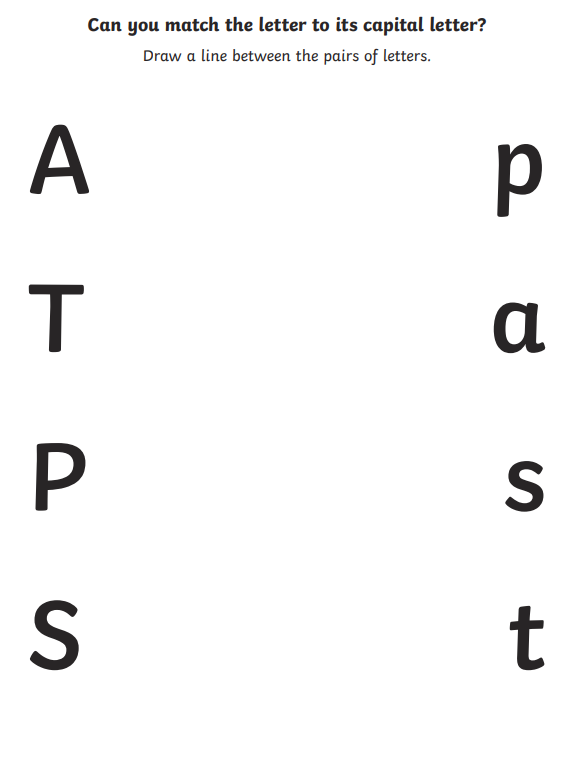 Can you match the letter to its capital letter?
Draw a line between the pairs of letters.
A p
T a
P s
S t